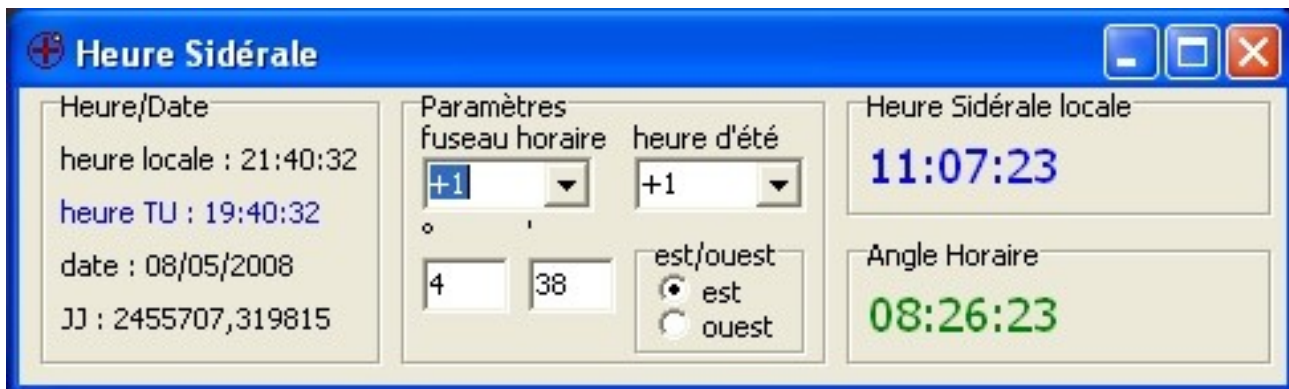 Heure Sidérale
Heure/Date
heure locale : 21:40:32
heure TU : 19:40:32
date : 08/05/2008
JJ : 2455707,319815
Paramètres
fuseau horaire heure d'été
+1 +1
° '
4 38
est/ouest
est
ouest
Heure Sidérale locale
11:07:23
Angle Horaire
08:26:23